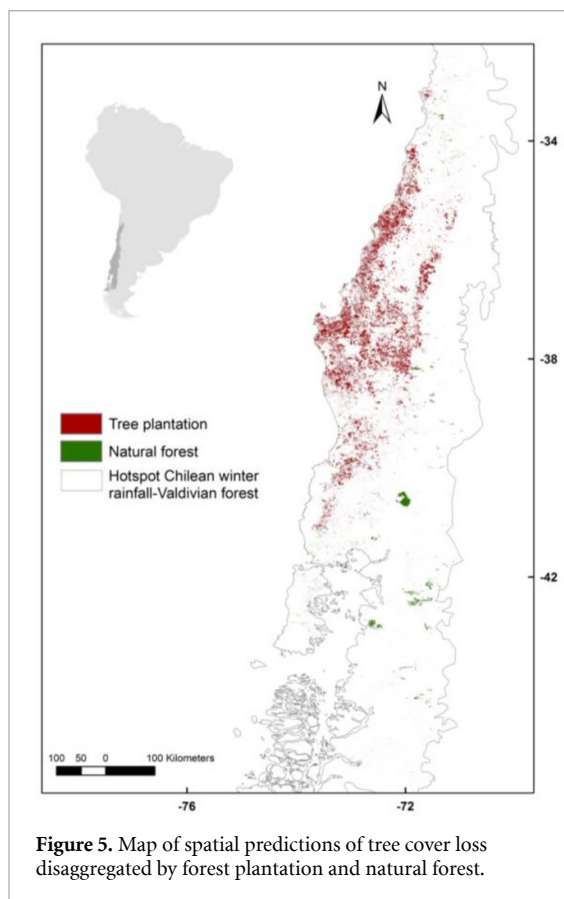 N
-34
-38
Tree plantation
Natural forest
Hotspot Chilean winter
rainfall-Valdivian forest
-42
100 50 0 100 Kilometers
-76
-72
Figure 5. Map of spatial predictions of tree cover loss
disaggregated by forest plantation and natural forest.